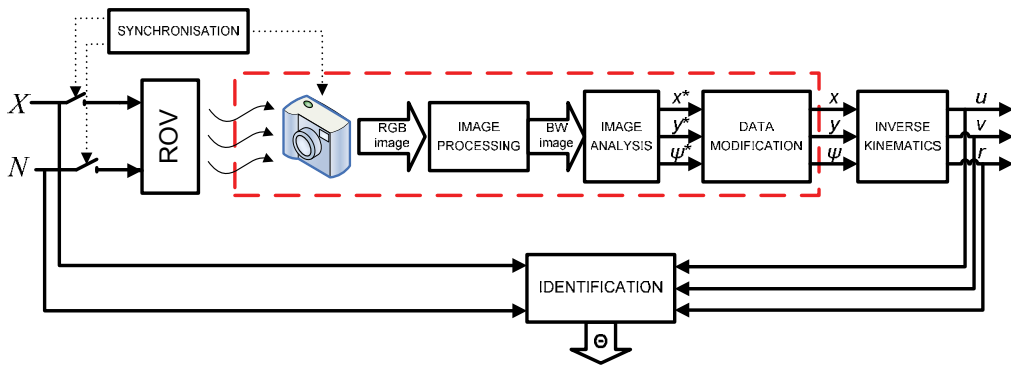 SYNCHRONISATION
X
N
ROV
RGB
image
IMAGE
PROCESSING
BW
image
IMAGE
ANALYSIS
x*
y*
ψ*
DATA
MODIFICATION
x
y
ψ
INVERSE
KINEMATICS
u
v
r
IDENTIFICATION
Θ